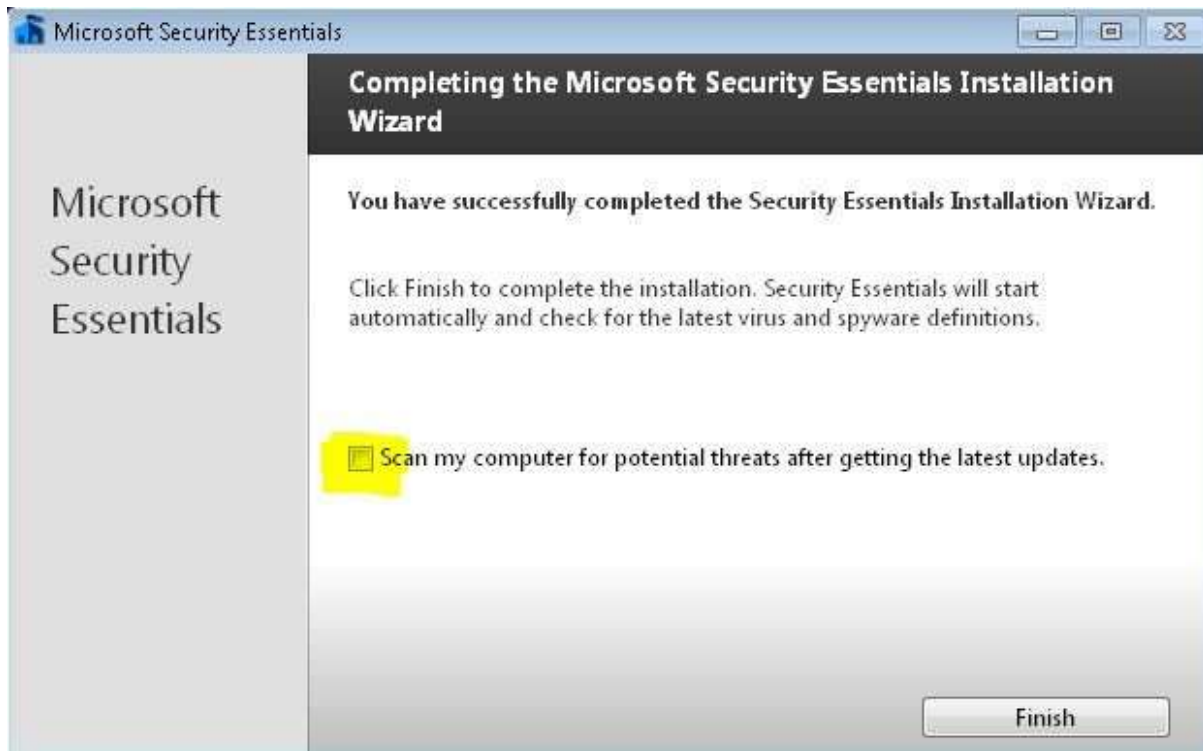 Microsoft Security Essentials
Completing the Microsoft Security Essentials Installation
Wizard
Microsoft
Security
Essentials
You have successfully completed the Security Essentials Installation Wizard.
Click Finish to complete the installation. Security Essentials will start
automatically and check for the latest virus and spyware definitions.
Scan my computer for potential threats after getting the latest updates.
Finish